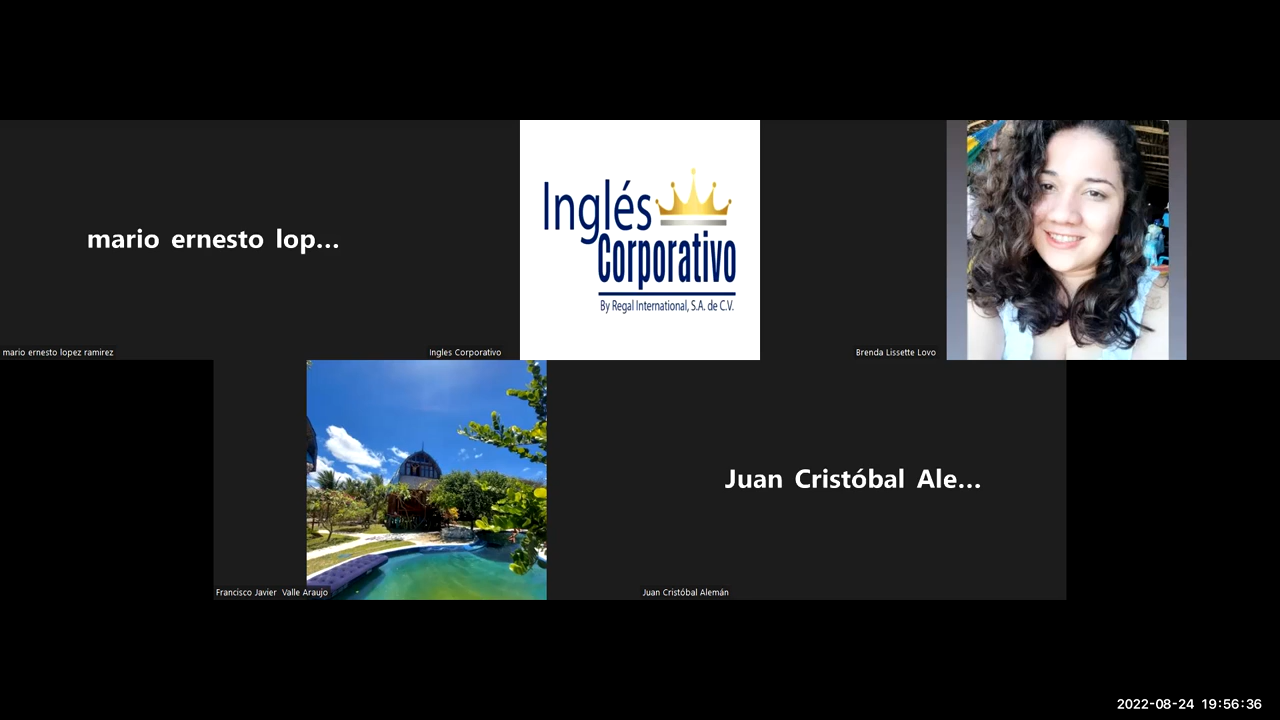 mario ernesto lop...
Inglés
Corporativo
By Regal International, S.A. de C.V.
mario ernesto lopez ramirez
Ingles Corporativo
Brenda Lissette Lovo
Juan Cristóbal Ale...
Francisco Javier Valle Araujo
Juan Cristóbal Alemán
2022-08-24 19:56:36